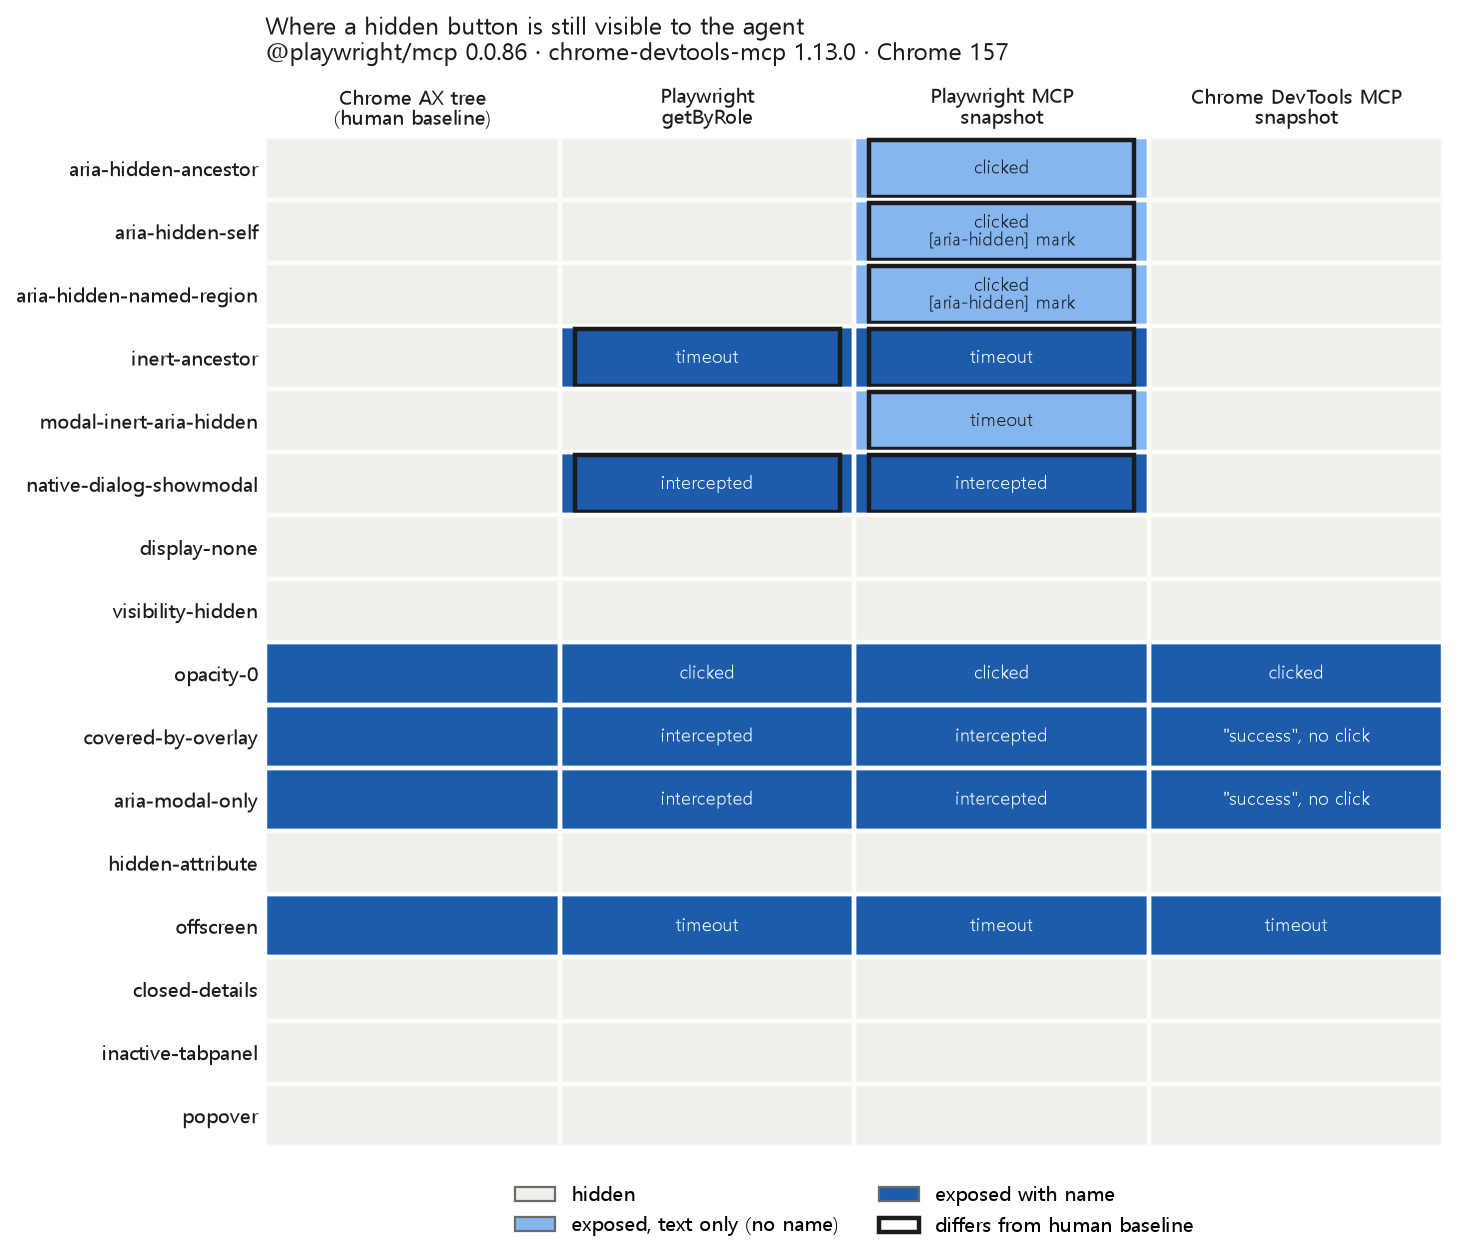 Where a hidden button is still visible to the agent
@playwright/mcp 0.0.86 · chrome-devtools-mcp 1.13.0 · Chrome 157
Chrome AX tree
(human baseline)
Playwright
getByRole
Playwright MCP
snapshot
Chrome DevTools MCP
snapshot
aria-hidden-ancestor
clicked
aria-hidden-self
clicked
[aria-hidden] mark
aria-hidden-named-region
clicked
[aria-hidden] mark
inert-ancestor
timeout
timeout
modal-inert-aria-hidden
timeout
native-dialog-showmodal
intercepted
intercepted
display-none
visibility-hidden
opacity-0
clicked
clicked
clicked
covered-by-overlay
intercepted
intercepted
"success", no click
aria-modal-only
intercepted
intercepted
"success", no click
hidden-attribute
offscreen
timeout
timeout
timeout
closed-details
inactive-tabpanel
popover
hidden
exposed with name
exposed, text only (no name)
differs from human baseline